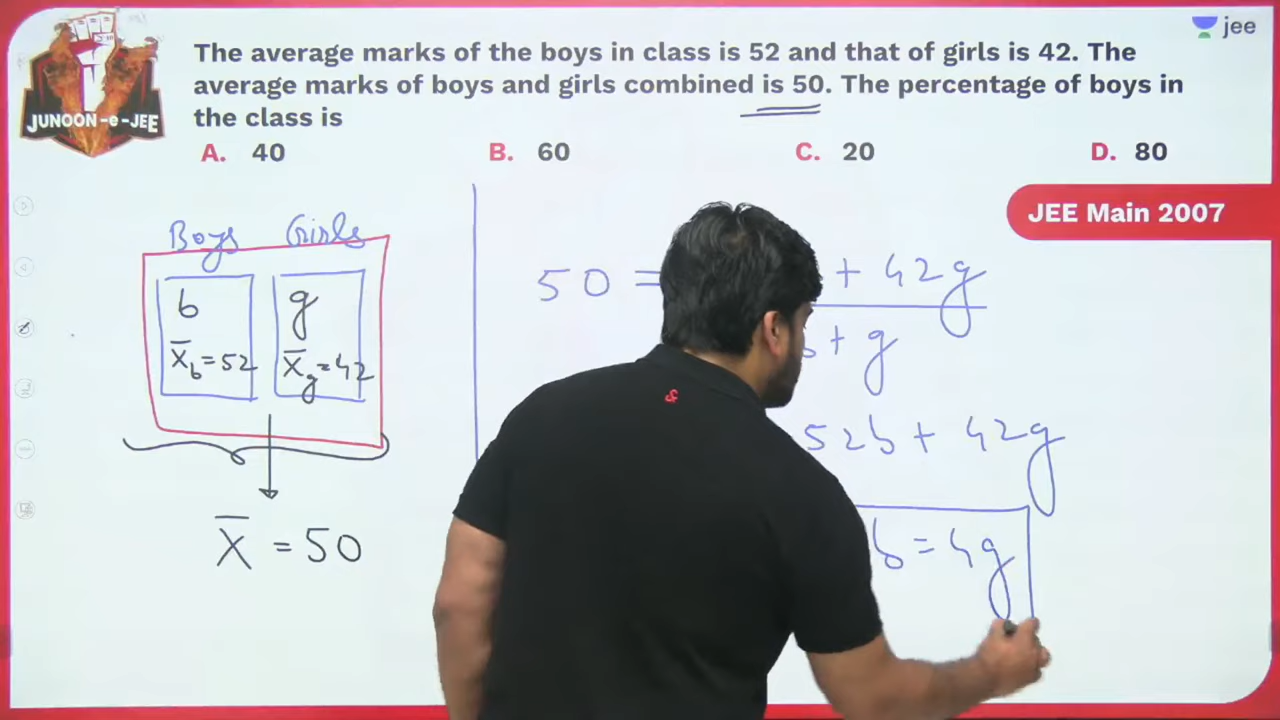 jee
The average marks of the boys in class is 52 and that of girls is 42. The
average marks of boys and girls combined is 50. The percentage of boys in
the class is
A. 40 B. 60 C. 20 D. 80
JUNOON-e-JEE
JEE Main 2007
Boys Girls
b g
x̄b = 52 x̄g = 42
x̄ = 50
50 = + 42g
b + g
52b + 42g
b = 4g